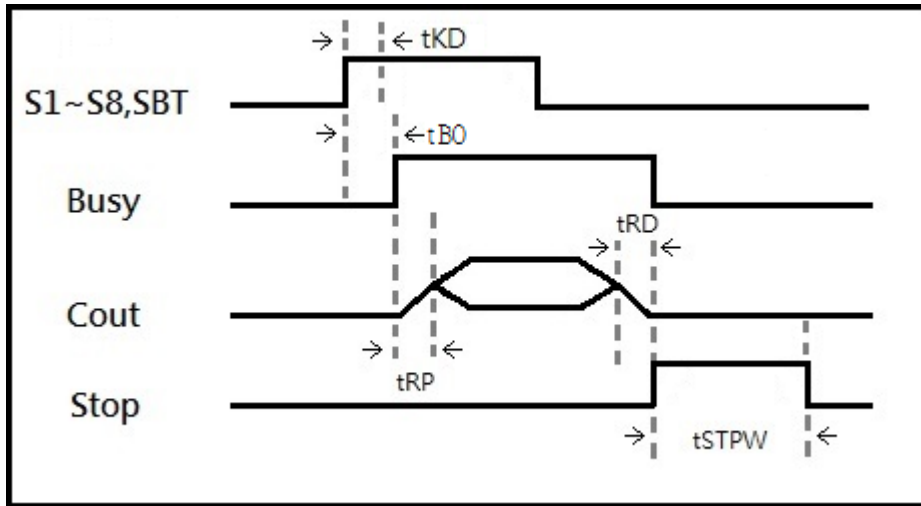 tKD
S1~S8,SBT
tB0
Busy
tRD
Cout
tRP
Stop
tSTPW